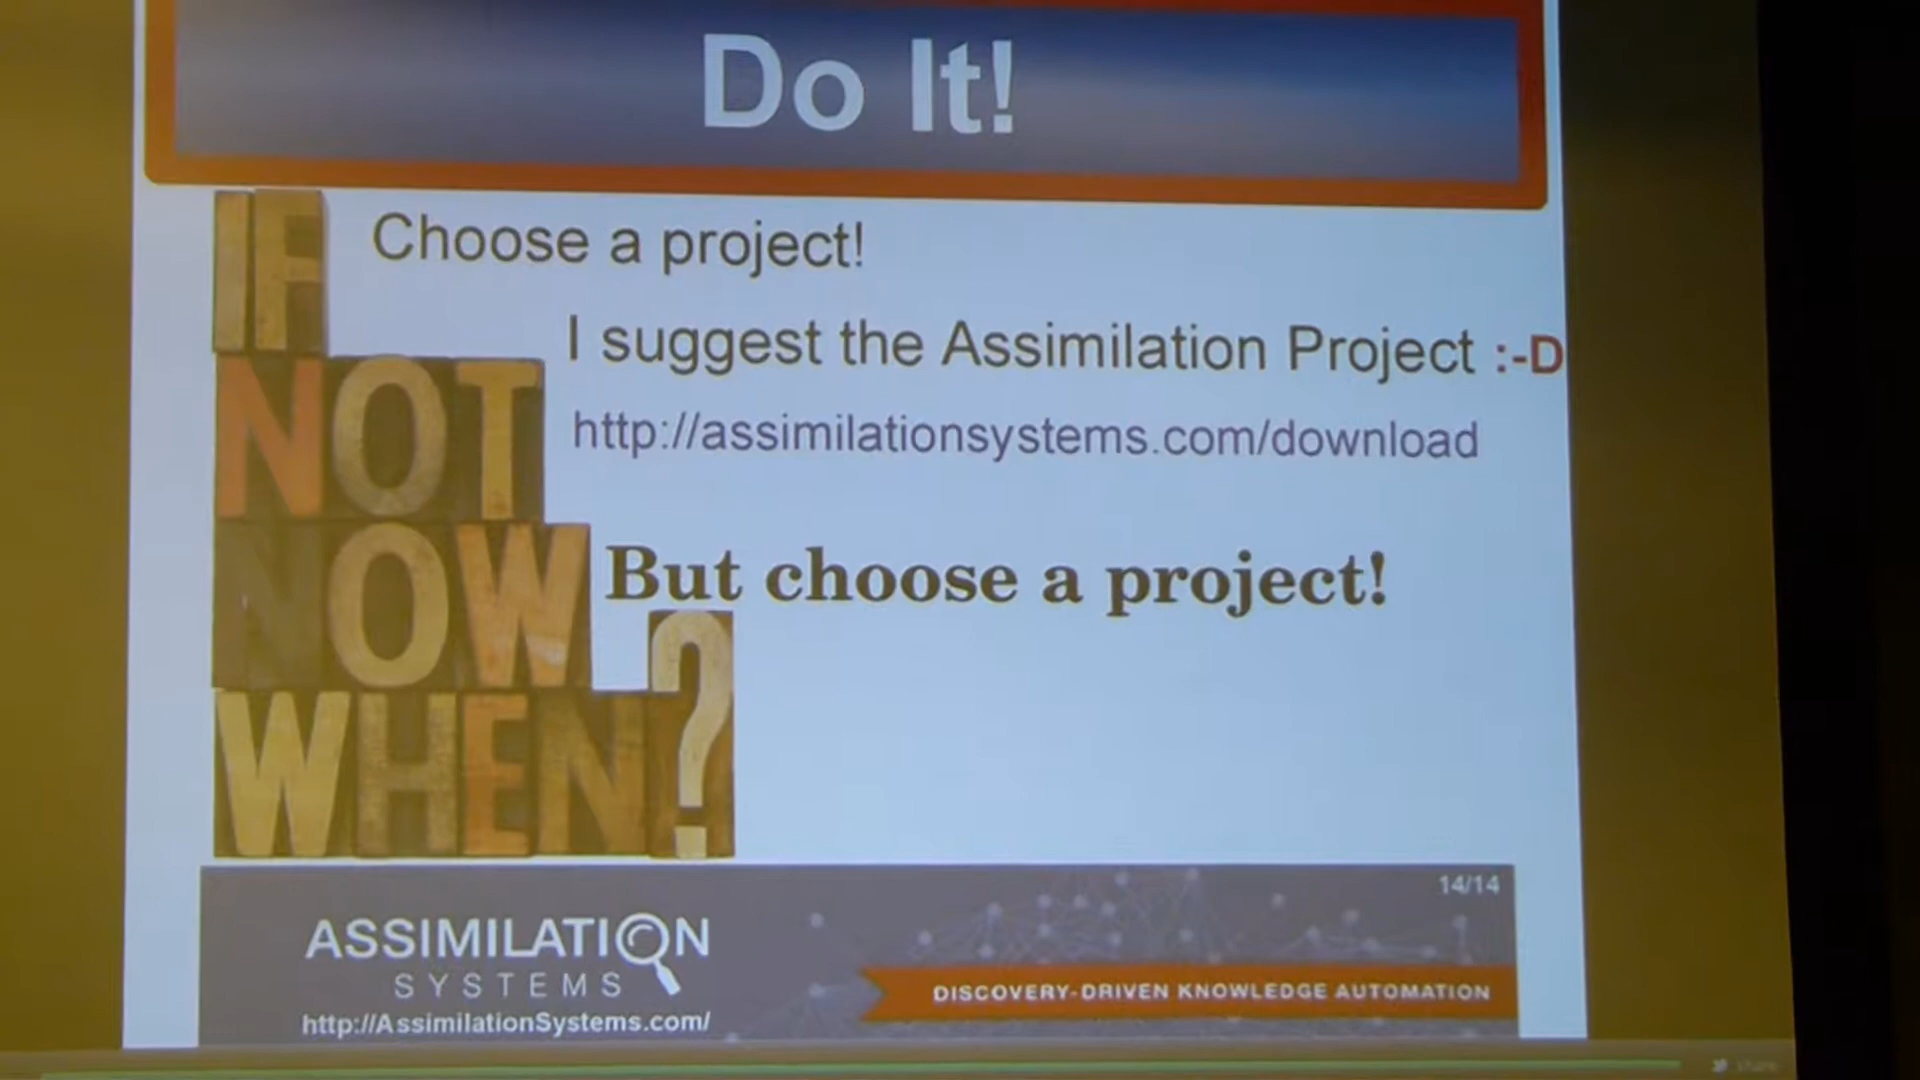 Do It!
IF
NOT
NOW
WHEN?
Choose a project!
I suggest the Assimilation Project :-D
http://assimilationsystems.com/download
But choose a project!
14/14
ASSIMILATION
SYSTEMS
http://AssimilationSystems.com/
DISCOVERY-DRIVEN KNOWLEDGE AUTOMATION
share